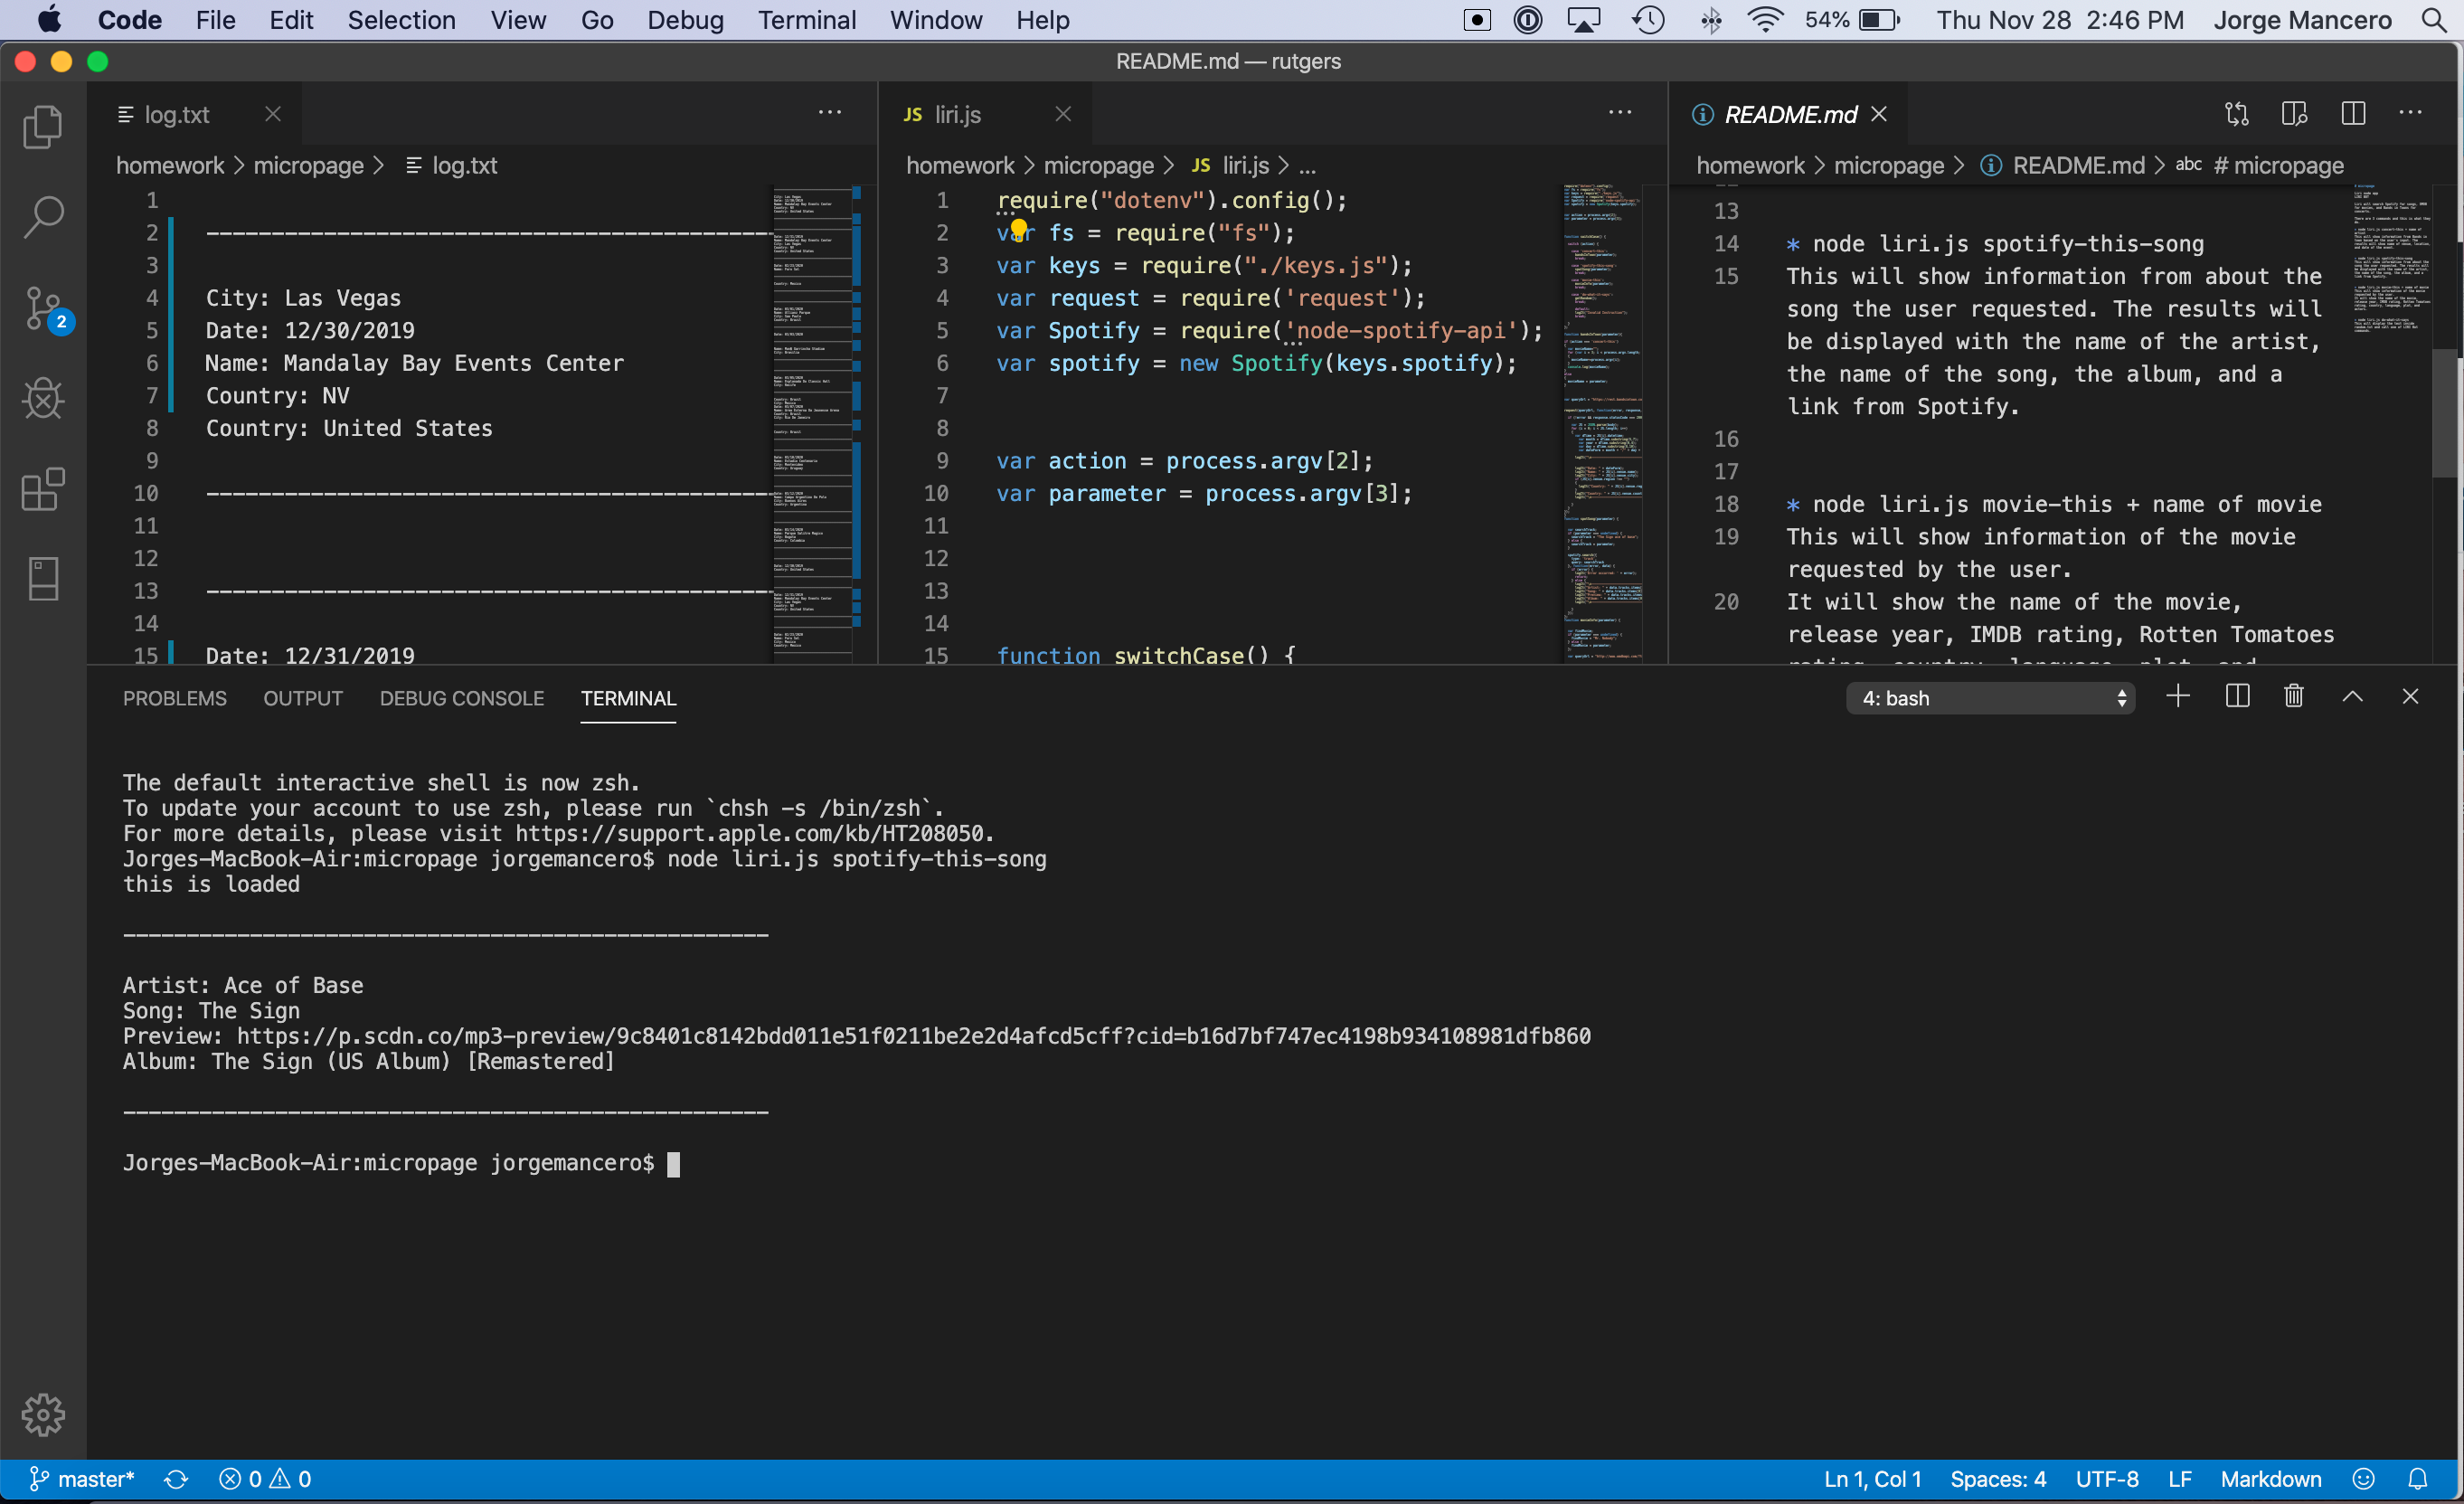 Code File Edit Selection View Go Debug Terminal Window Help 54% Thu Nov 28 2:46 PM Jorge Mancero
README.md — rutgers
log.txt
homework > micropage > log.txt
1
2 --------------------------------------------
3
4 City: Las Vegas
5 Date: 12/30/2019
6 Name: Mandalay Bay Events Center
7 Country: NV
8 Country: United States
9
10 --------------------------------------------
11
12
13 --------------------------------------------
14
15 Date: 12/31/2019
JS liri.js
homework > micropage > JS liri.js > ...
1 require("dotenv").config();
2 var fs = require("fs");
3 var keys = require("./keys.js");
4 var request = require('request');
5 var Spotify = require('node-spotify-api');
6 var spotify = new Spotify(keys.spotify);
7
8
9 var action = process.argv[2];
10 var parameter = process.argv[3];
11
12
13
14
15 function switchCase() {
README.md
homework > micropage > README.md > abc # micropage
13
14 * node liri.js spotify-this-song
15 This will show information from about the
song the user requested. The results will
be displayed with the name of the artist,
the name of the song, the album, and a
link from Spotify.
16
17
18 * node liri.js movie-this + name of movie
19 This will show information of the movie
requested by the user.
20 It will show the name of the movie,
release year, IMDB rating, Rotten Tomatoes
rating, country, language, plot, and
PROBLEMS OUTPUT DEBUG CONSOLE TERMINAL 4: bash
The default interactive shell is now zsh.
To update your account to use zsh, please run `chsh -s /bin/zsh`.
For more details, please visit https://support.apple.com/kb/HT208050.
Jorges-MacBook-Air:micropage jorgemancero$ node liri.js spotify-this-song
this is loaded
---------------------------------------------------
Artist: Ace of Base
Song: The Sign
Preview: https://p.scdn.co/mp3-preview/9c8401c8142bdd011e51f0211be2e2d4afcd5cff?cid=b16d7bf747ec4198b934108981dfb860
Album: The Sign (US Album) [Remastered]
---------------------------------------------------
Jorges-MacBook-Air:micropage jorgemancero$
2
master* 0 0 Ln 1, Col 1 Spaces: 4 UTF-8 LF Markdown